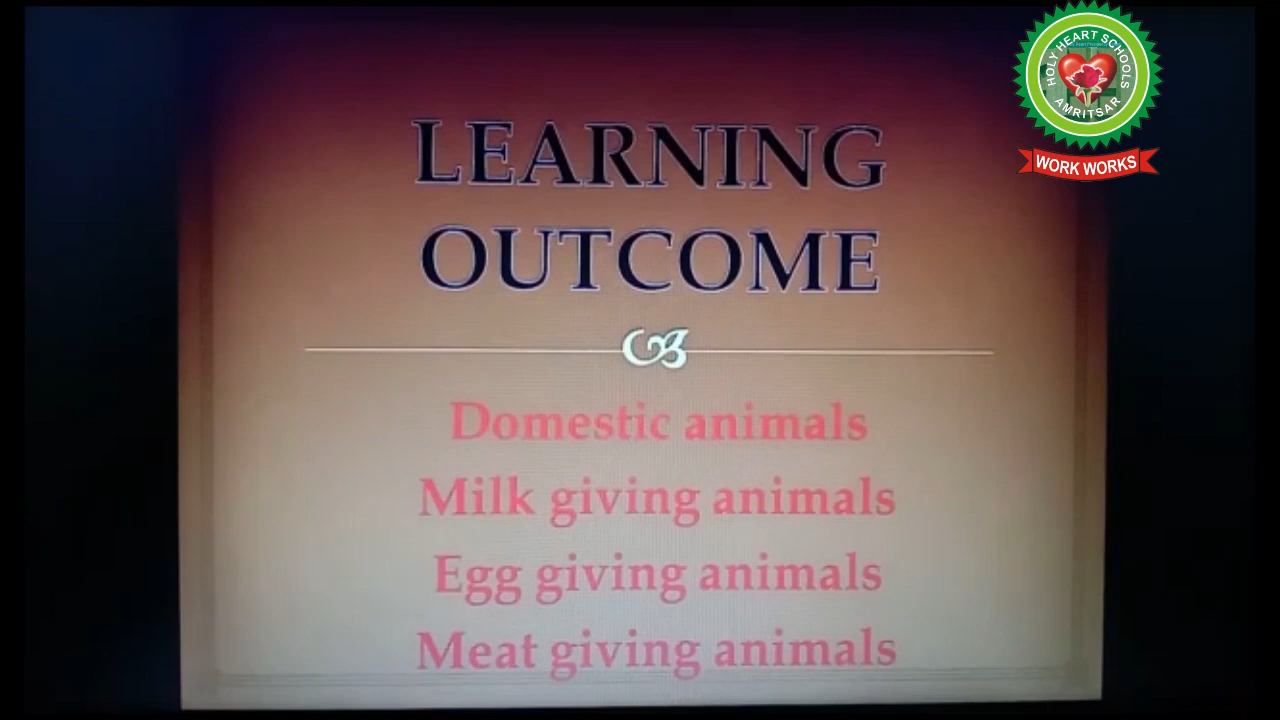 HOLY HEART SCHOOLS
AMRITSAR
WORK WORKS
LEARNING
OUTCOME
Domestic animals
Milk giving animals
Egg giving animals
Meat giving animals